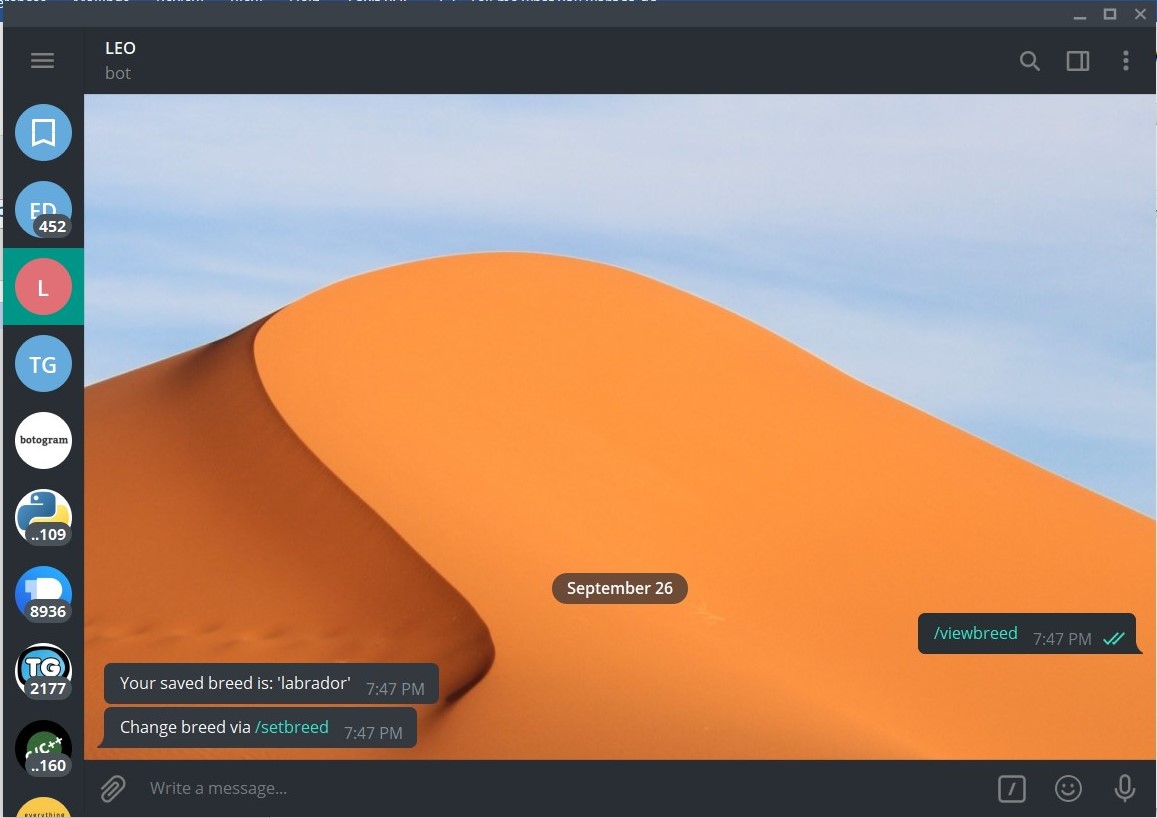 LEO
bot
ED
452
L
TG
botogram
..109
8936
TG
2177
..160
everything
September 26
/viewbreed 7:47 PM
Your saved breed is: 'labrador' 7:47 PM
Change breed via /setbreed 7:47 PM
Write a message...